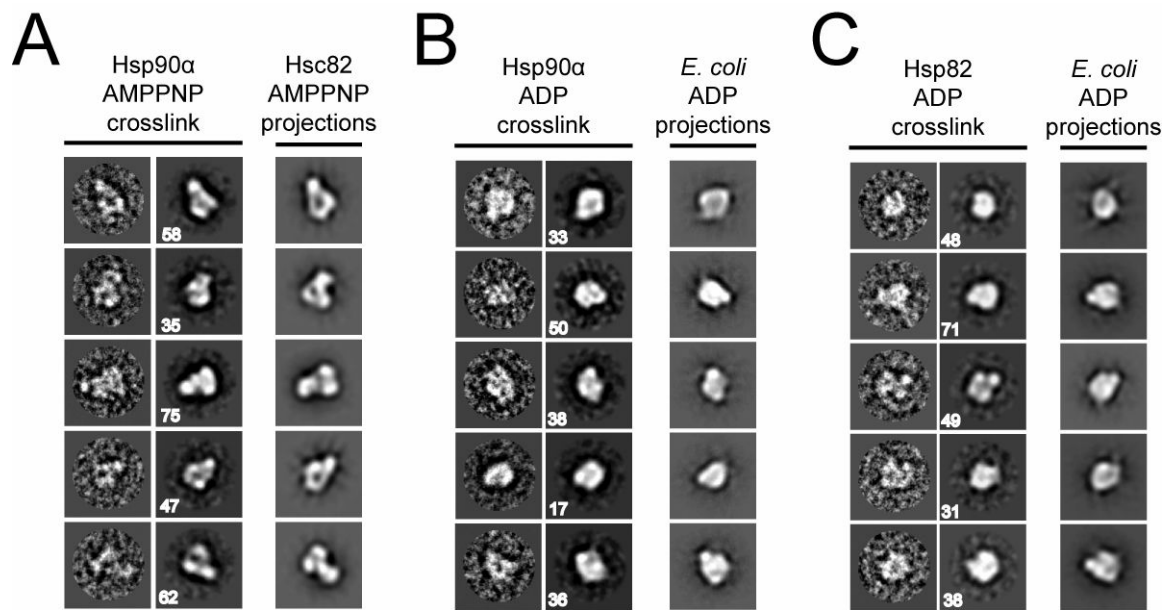 A
Hsp90α
AMPPNP
crosslink
Hsc82
AMPPNP
projections
58
35
75
47
62
B
Hsp90α
ADP
crosslink
E. coli
ADP
projections
33
50
38
17
36
C
Hsp82
ADP
crosslink
E. coli
ADP
projections
48
71
49
31
38